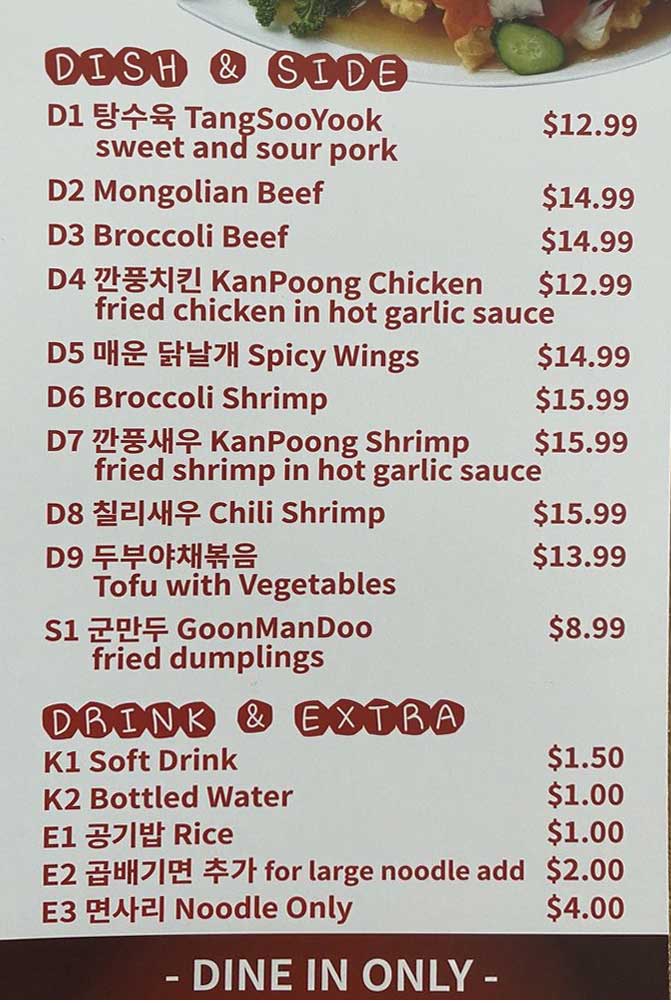 DISH & SIDE
D1 탕수육 TangSooYook $12.99
sweet and sour pork
D2 Mongolian Beef $14.99
D3 Broccoli Beef $14.99
D4 깐풍치킨 KanPoong Chicken $12.99
fried chicken in hot garlic sauce
D5 매운 닭날개 Spicy Wings $14.99
D6 Broccoli Shrimp $15.99
D7 깐풍새우 KanPoong Shrimp $15.99
fried shrimp in hot garlic sauce
D8 칠리새우 Chili Shrimp $15.99
D9 두부야채볶음 $13.99
Tofu with Vegetables
S1 군만두 GoonManDoo $8.99
fried dumplings
DRINK & EXTRA
K1 Soft Drink $1.50
K2 Bottled Water $1.00
E1 공기밥 Rice $1.00
E2 곱배기면 추가 for large noodle add $2.00
E3 면사리 Noodle Only $4.00
- DINE IN ONLY -